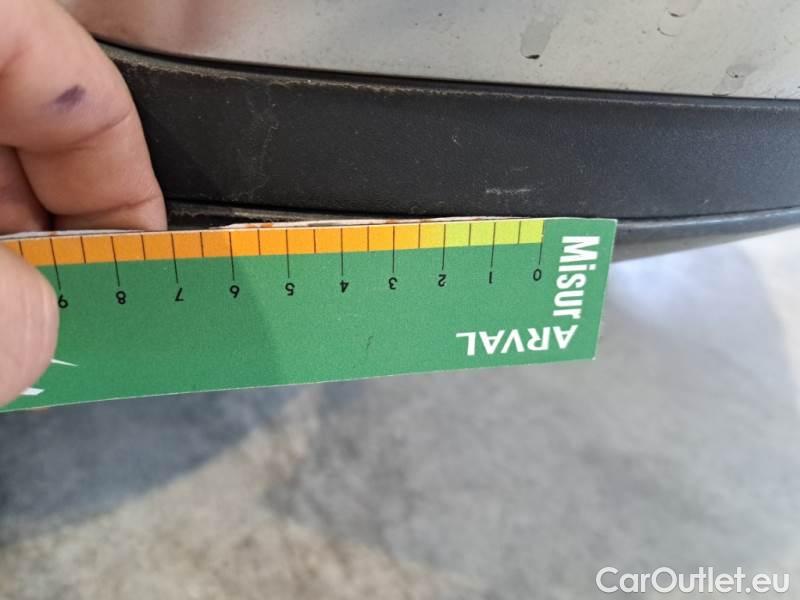 Misur
ARVAL
0 1 2 3 4 5 6 7 8 9
CarOutlet.eu